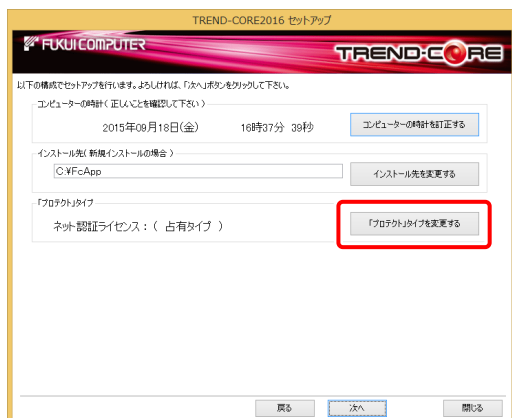 TREND-CORE2016 セットアップ
FUKUI COMPUTER
TREND-CORE
以下の構成でセットアップを行います。よろしければ、「次へ」ボタンをクリックして下さい。
コンピューターの時計( 正しいことを確認して下さい )
2015年09月18日(金) 16時37分 39秒 コンピューターの時計を訂正する
インストール先( 新規インストールの場合 )
C:¥FcApp インストール先を変更する
「プロテクト」タイプ
ネット認証ライセンス : ( 占有タイプ ) 「プロテクト」タイプを変更する
戻る 次へ 閉じる